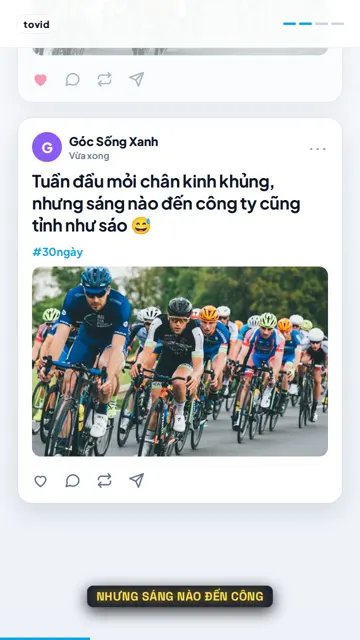 tovid
G
Góc Sống Xanh
Vừa xong
Tuần đầu mỏi chân kinh khủng,
nhưng sáng nào đến công ty cũng
tỉnh như sáo 😅
#30ngày
NHƯNG SÁNG NÀO ĐẾN CÔNG